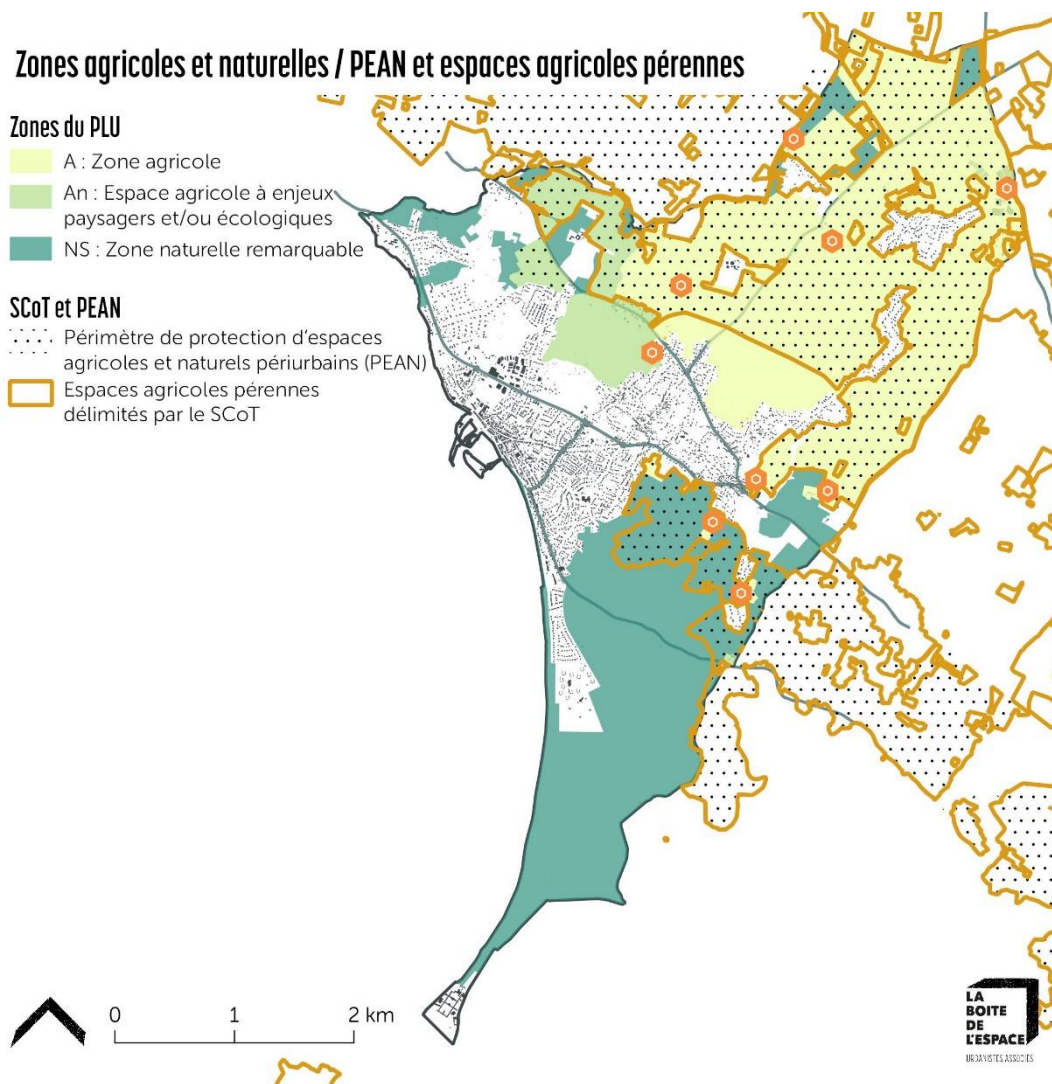 Zones agricoles et naturelles / PEAN et espaces agricoles pérennes
Zones du PLU
A : Zone agricole
An : Espace agricole à enjeux
paysagers et/ou écologiques
NS : Zone naturelle remarquable
SCoT et PEAN
Périmètre de protection d'espaces
agricoles et naturels périurbains (PEAN)
Espaces agricoles pérennes
délimités par le SCoT
0 1 2 km
LA
BOITE
DE
L'ESPACE
URBANISTES ASSOCIÉS